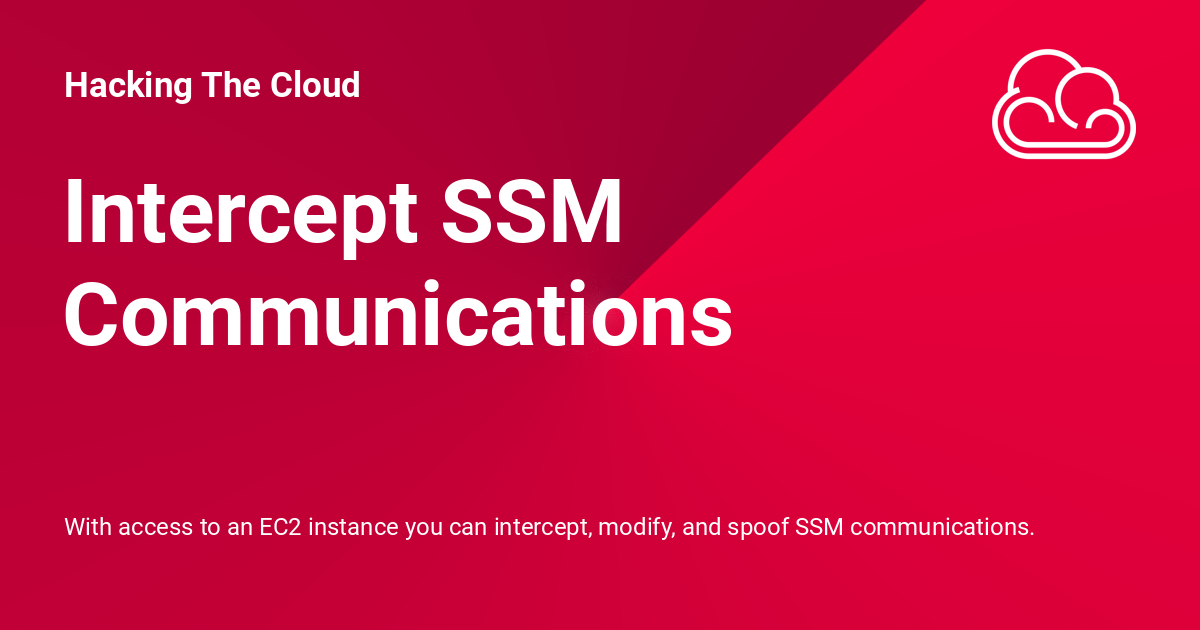 Hacking The Cloud
Intercept SSM
Communications
With access to an EC2 instance you can intercept, modify, and spoof SSM communications.